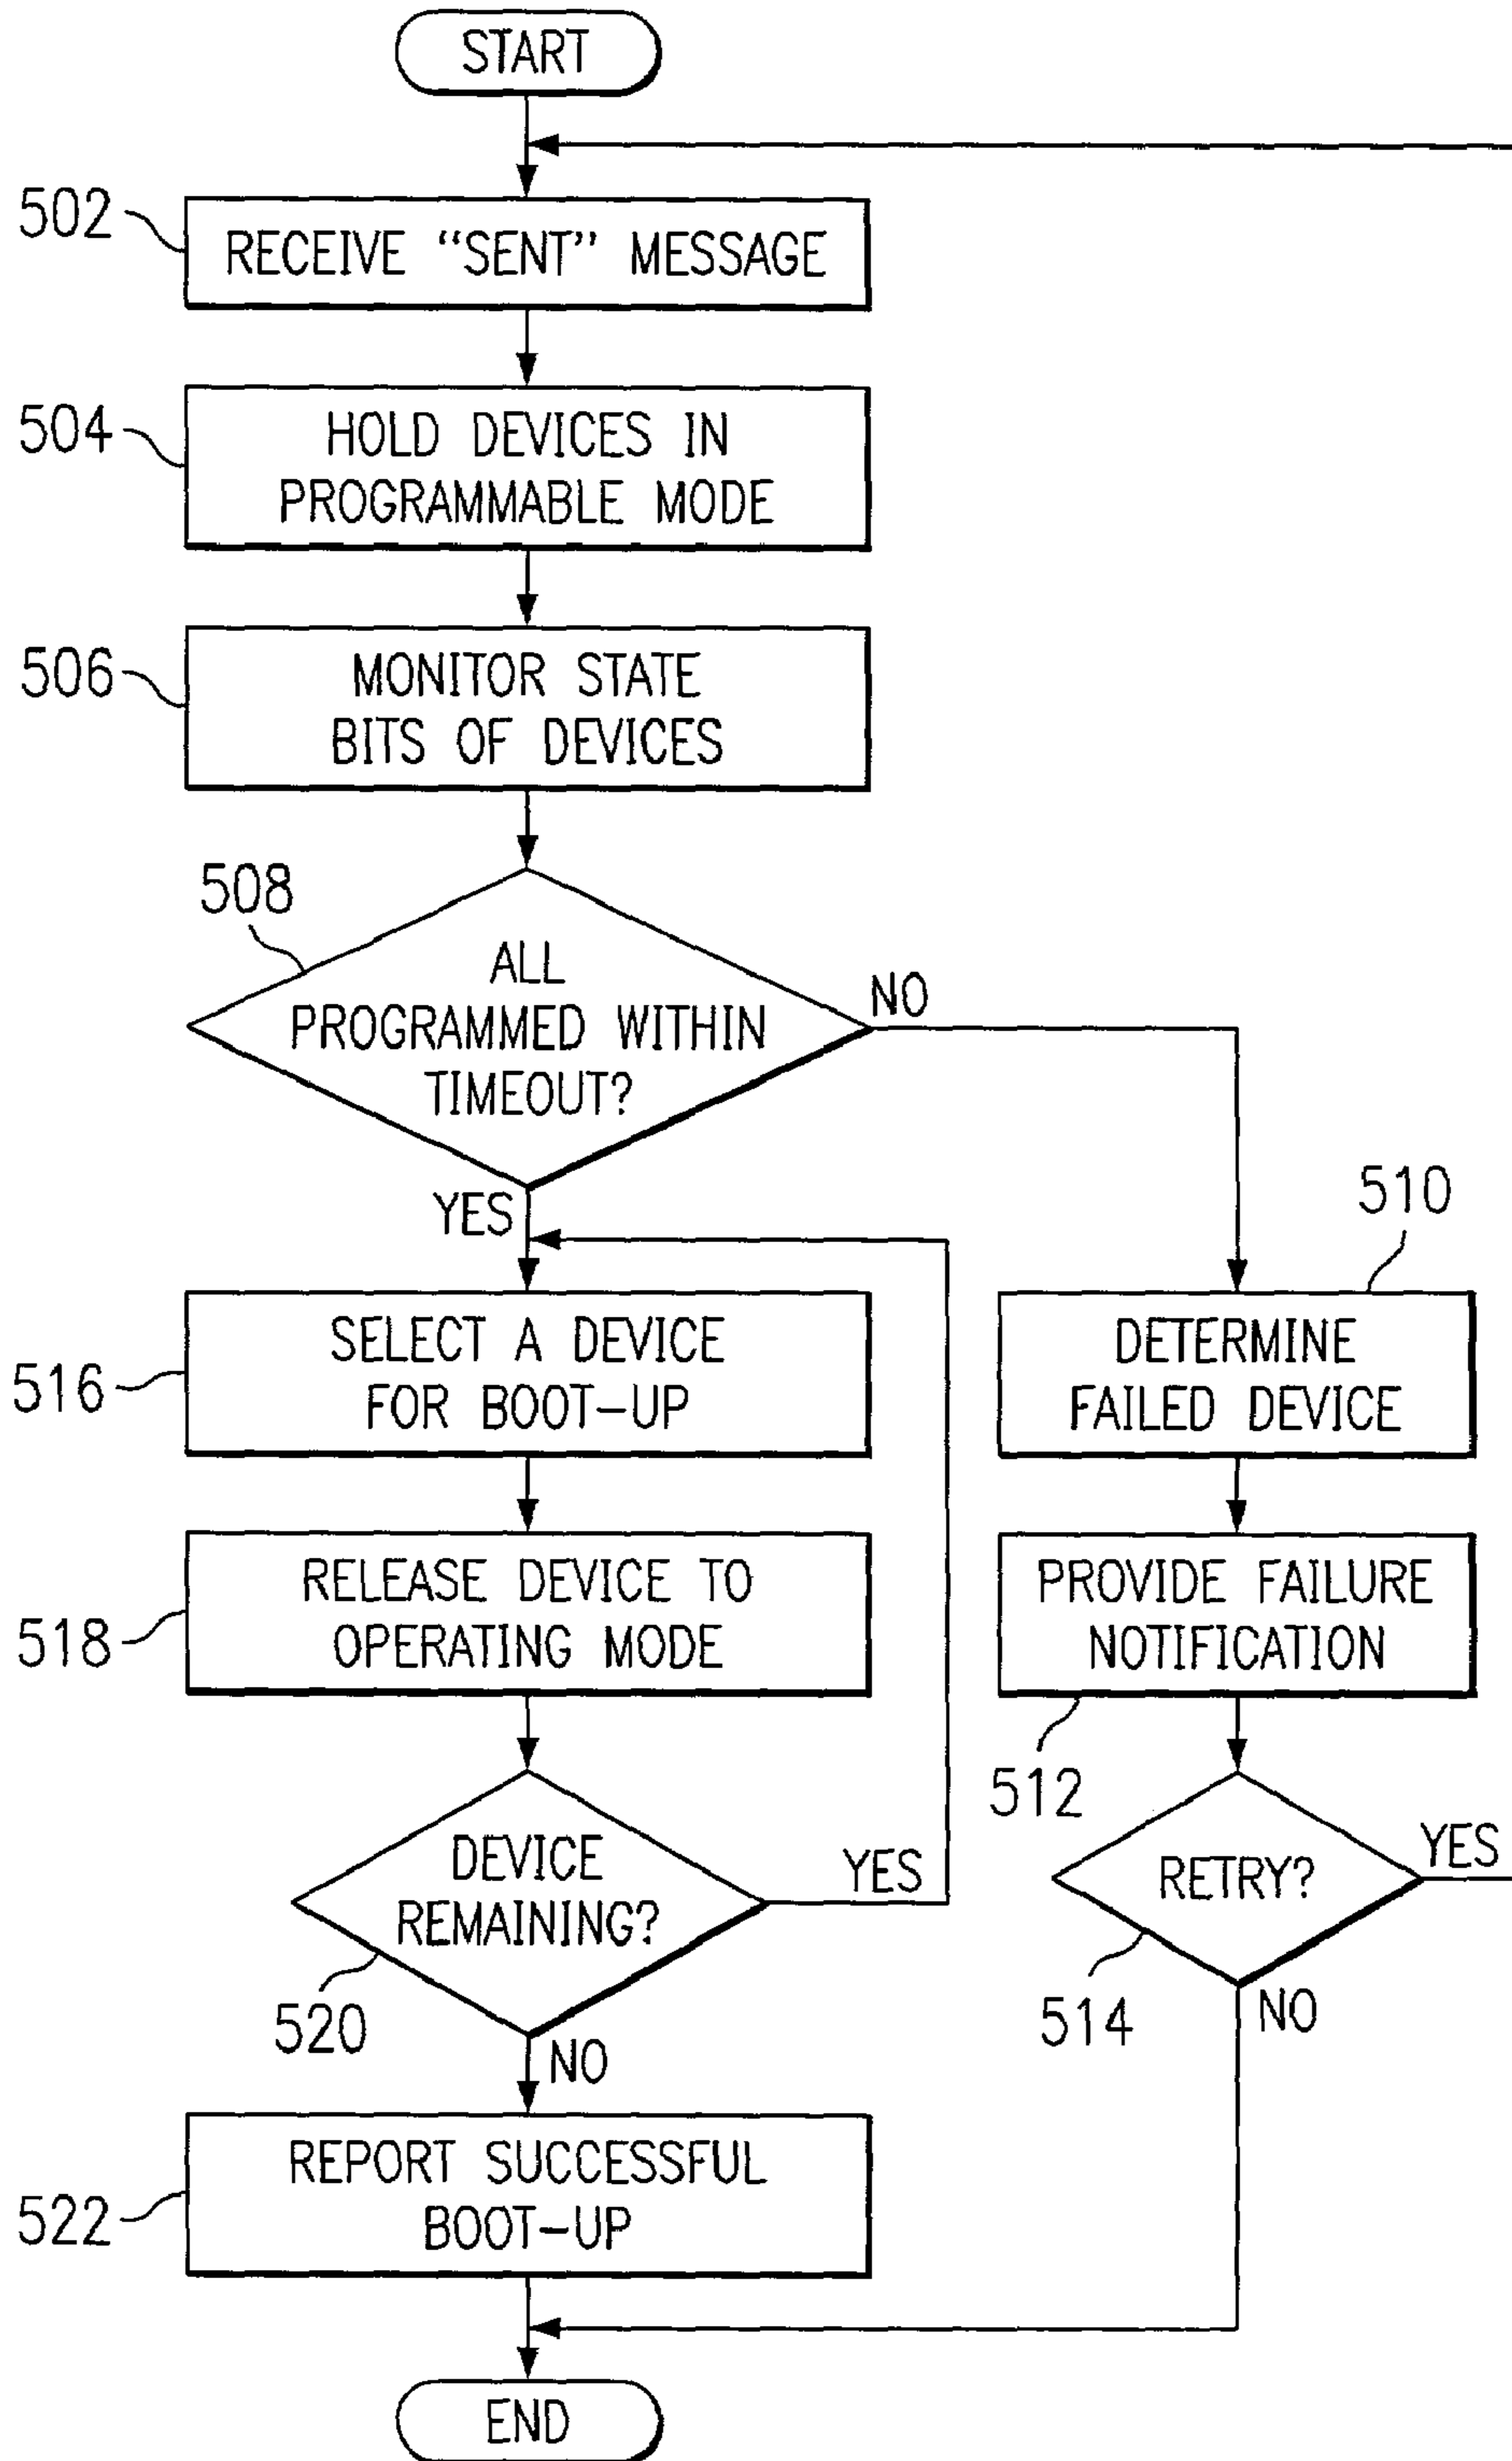 START
502
RECEIVE “SENT” MESSAGE
504
HOLD DEVICES IN
PROGRAMMABLE MODE
506
MONITOR STATE
BITS OF DEVICES
508
ALL
PROGRAMMED WITHIN
TIMEOUT?
NO
YES
510
DETERMINE
FAILED DEVICE
516
SELECT A DEVICE
FOR BOOT-UP
518
RELEASE DEVICE TO
OPERATING MODE
PROVIDE FAILURE
NOTIFICATION
512
DEVICE
REMAINING?
YES
520
NO
RETRY?
YES
514
NO
522
REPORT SUCCESSFUL
BOOT-UP
END